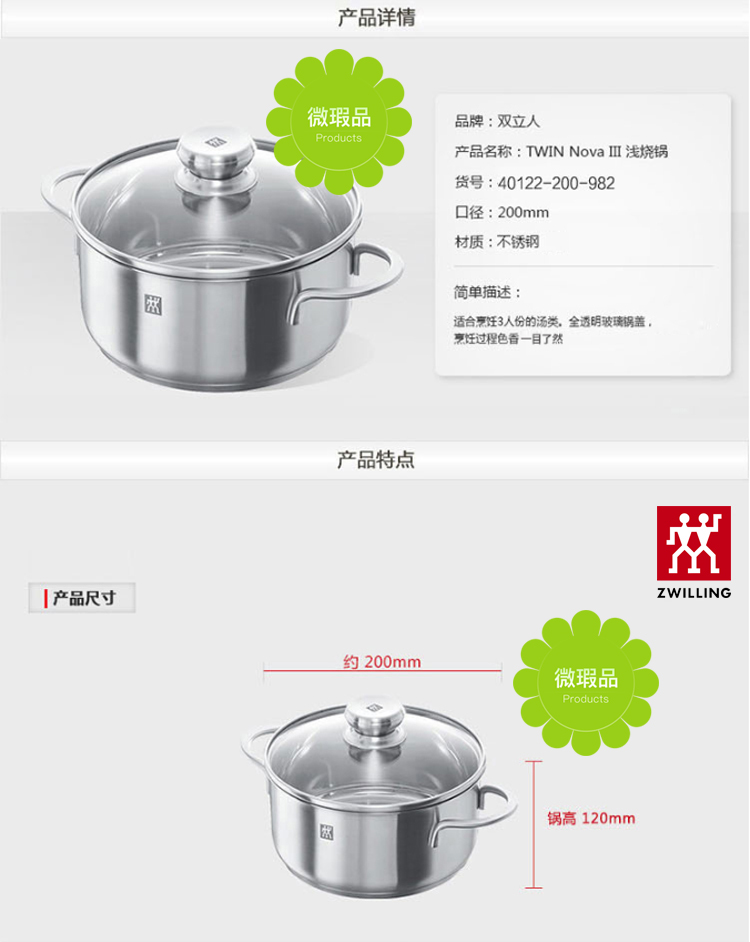 产品详情
微瑕品
Products
品牌：双立人
产品名称：TWIN Nova III 浅烧锅
货号：40122-200-982
口径：200mm
材质：不锈钢
简单描述：
适合烹饪3人份的汤类。全透明玻璃锅盖，
烹饪过程色香一目了然
产品特点
ZWILLING
产品尺寸
约 200mm
微瑕品
Products
锅高 120mm